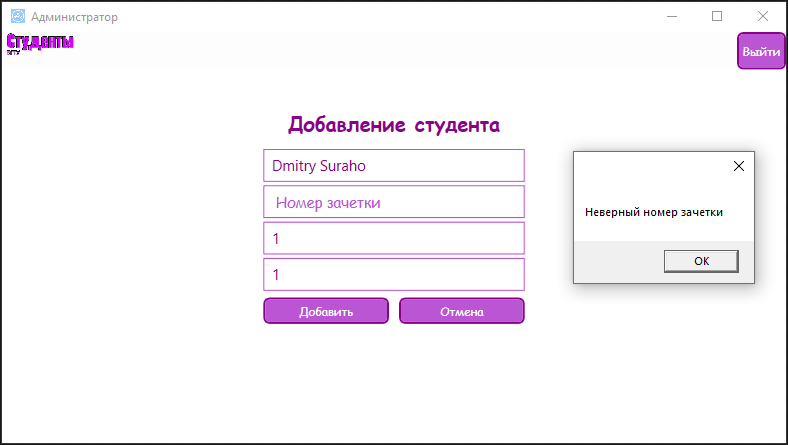 Администратор
Студенты
Выйти
Добавление студента
Dmitry Suraho
Номер зачетки
1
1
Добавить
Отмена
Неверный номер зачетки
OK